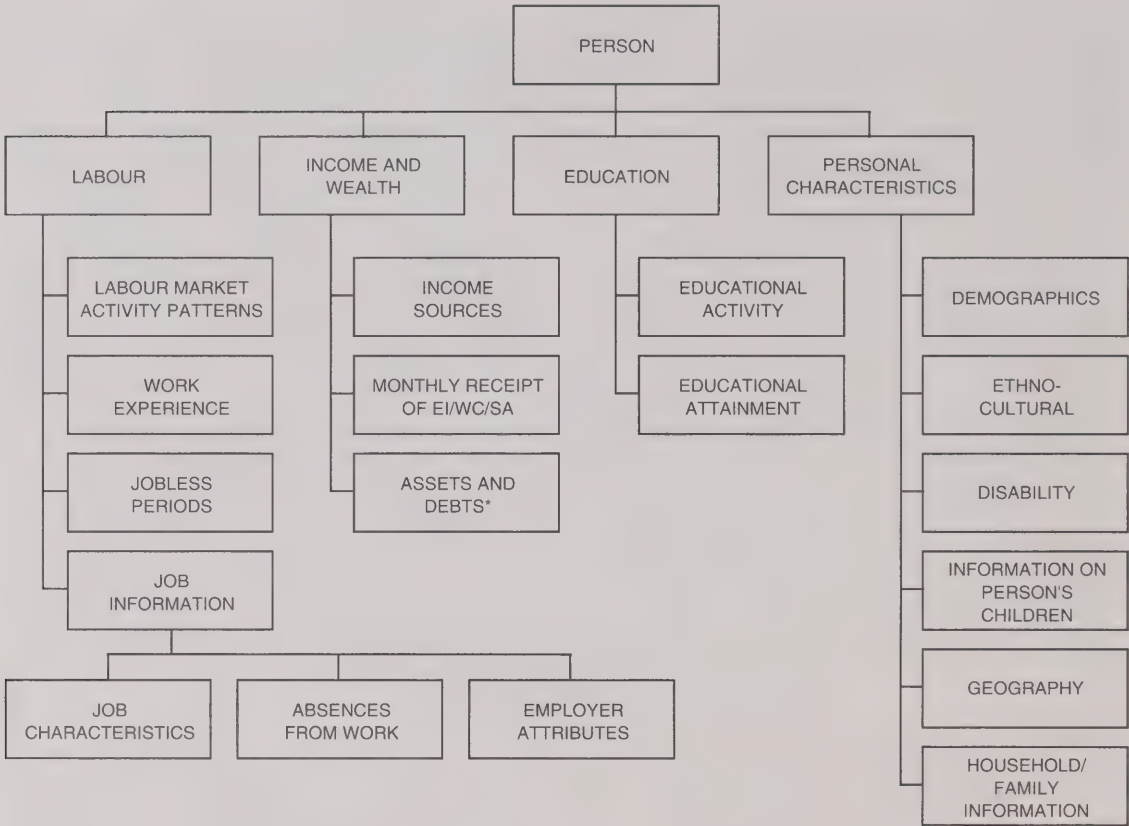 PERSON
LABOUR
INCOME AND
WEALTH
EDUCATION
PERSONAL
CHARACTERISTICS
LABOUR MARKET
ACTIVITY PATTERNS
WORK
EXPERIENCE
JOBLESS
PERIODS
JOB
INFORMATION
JOB
CHARACTERISTICS
ABSENCES
FROM WORK
EMPLOYER
ATTRIBUTES
INCOME
SOURCES
MONTHLY RECEIPT
OF EI/WC/SA
ASSETS AND
DEBTS*
EDUCATIONAL
ACTIVITY
EDUCATIONAL
ATTAINMENT
DEMOGRAPHICS
ETHNO-
CULTURAL
DISABILITY
INFORMATION ON
PERSON'S
CHILDREN
GEOGRAPHY
HOUSEHOLD/
FAMILY
INFORMATION